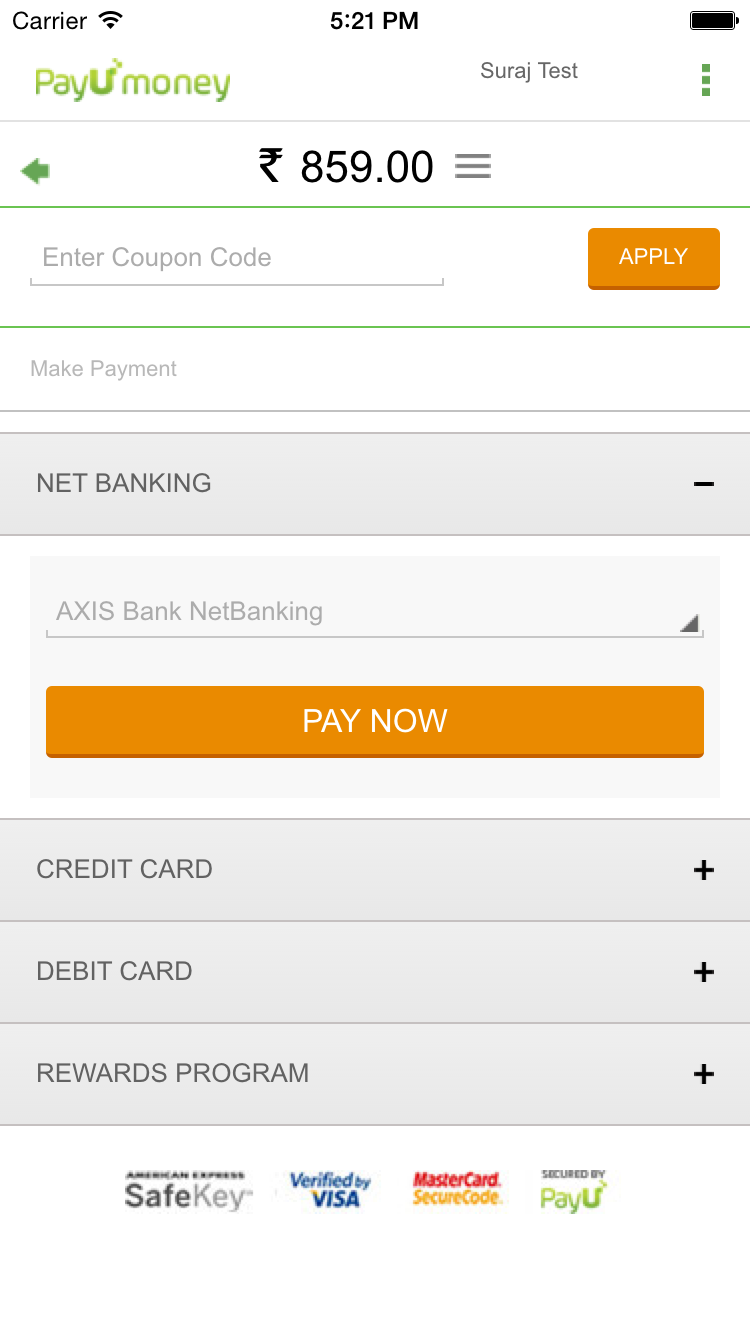 Carrier 5:21 PM
PayUmoney Suraj Test
₹ 859.00
Enter Coupon Code APPLY
Make Payment
NET BANKING
AXIS Bank NetBanking
PAY NOW
CREDIT CARD
DEBIT CARD
REWARDS PROGRAM
AMERICAN EXPRESS
SafeKey
Verified by
VISA
MasterCard.
SecureCode.
SECURED BY
PayU